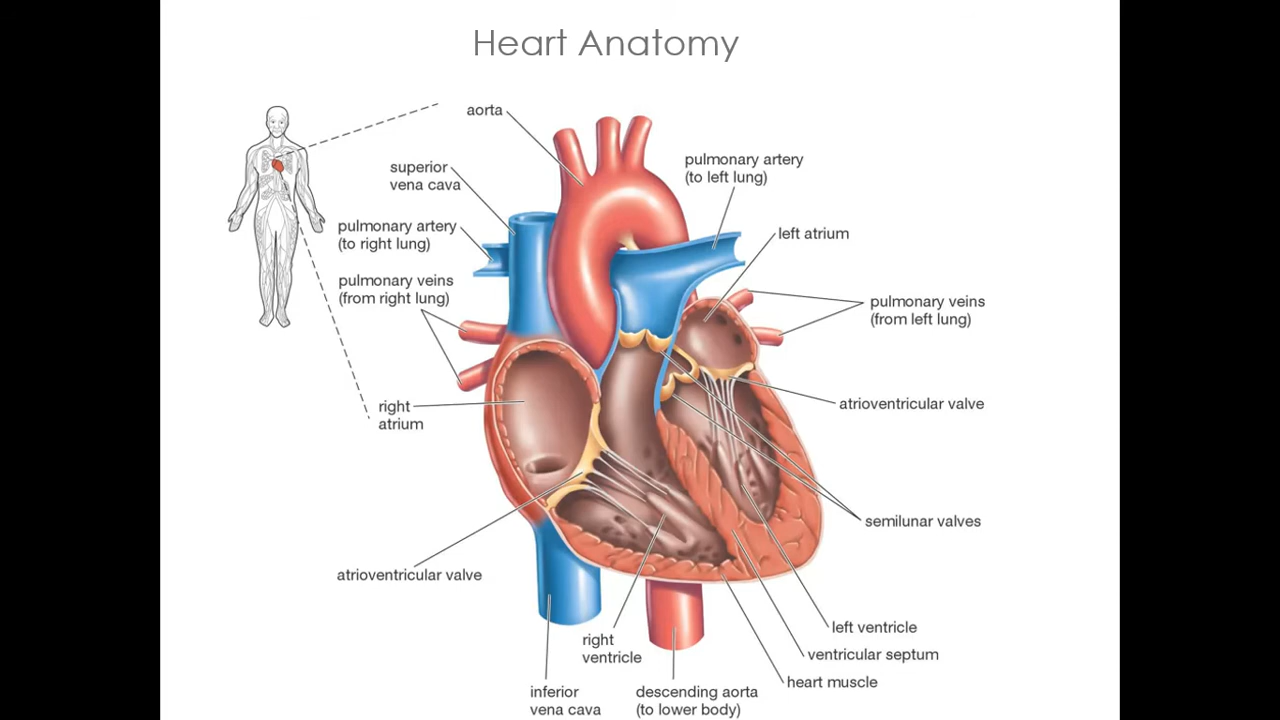 Heart Anatomy
aorta
superior
vena cava
pulmonary artery
(to left lung)
pulmonary artery
(to right lung)
left atrium
pulmonary veins
(from right lung)
pulmonary veins
(from left lung)
right
atrium
atrioventricular valve
semilunar valves
atrioventricular valve
left ventricle
right
ventricle
ventricular septum
heart muscle
inferior
vena cava
descending aorta
(to lower body)